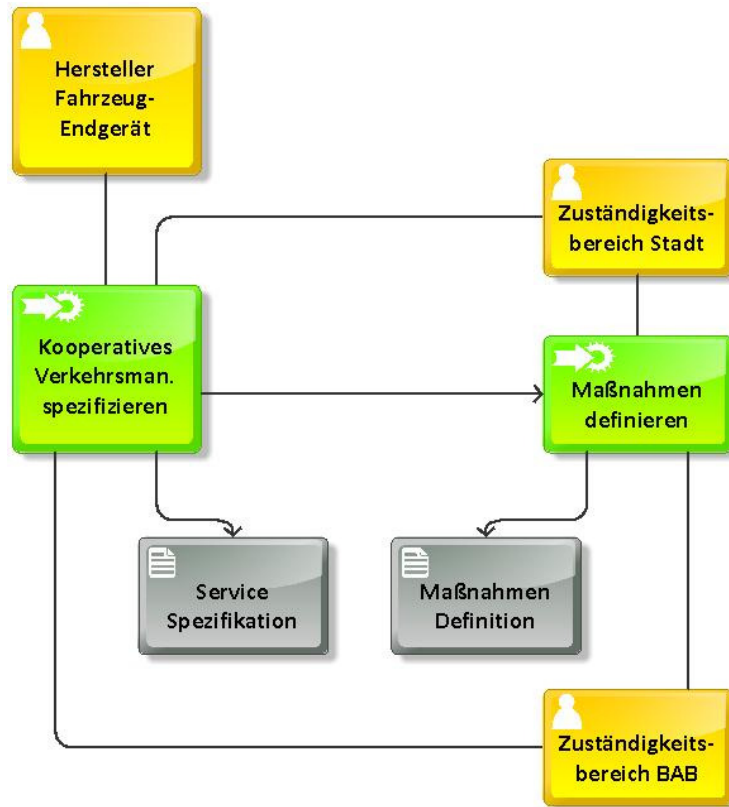 Hersteller
Fahrzeug-
Endgerät
Zuständigkeits-
bereich Stadt
Kooperatives
Verkehrsman.
spezifizieren
Maßnahmen
definieren
Service
Spezifikation
Maßnahmen
Definition
Zuständigkeits-
bereich BAB